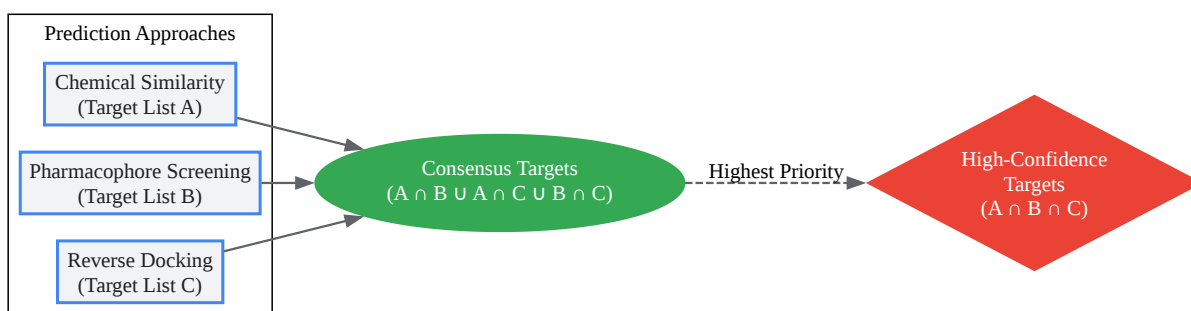 Prediction Approaches
Chemical Similarity
(Target List A)
Pharmacophore Screening
(Target List B)
Reverse Docking
(Target List C)
Consensus Targets
(A ∩ B ∪ A ∩ C ∪ B ∩ C)
Highest Priority
High-Confidence
Targets
(A ∩ B ∩ C)